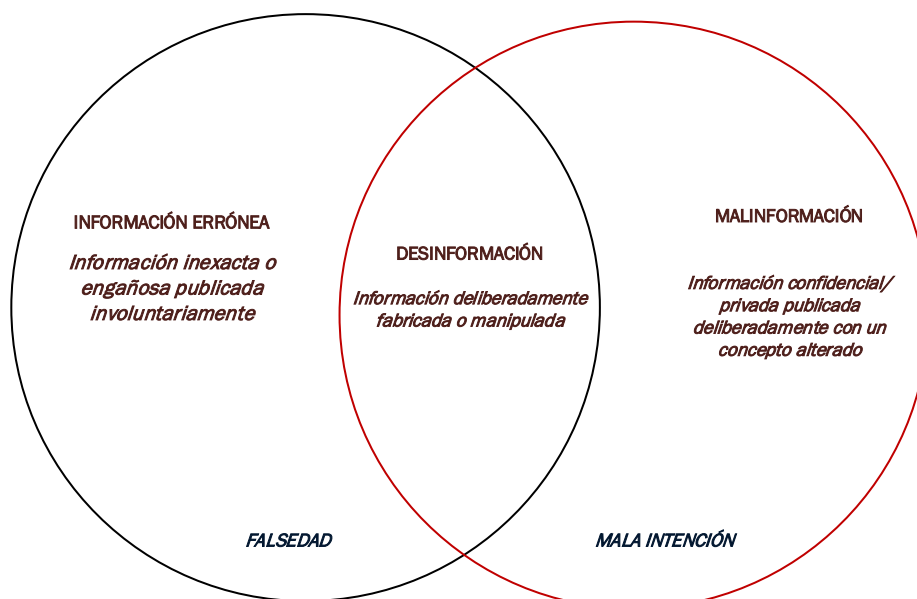 INFORMACIÓN ERRÓNEA
Información inexacta o
engañosa publicada
involuntariamente
DESINFORMACIÓN
Información deliberadamente
fabricada o manipulada
MALINFORMACIÓN
Información confidencial/
privada publicada
deliberadamente con un
concepto alterado
FALSEDAD
MALA INTENCIÓN